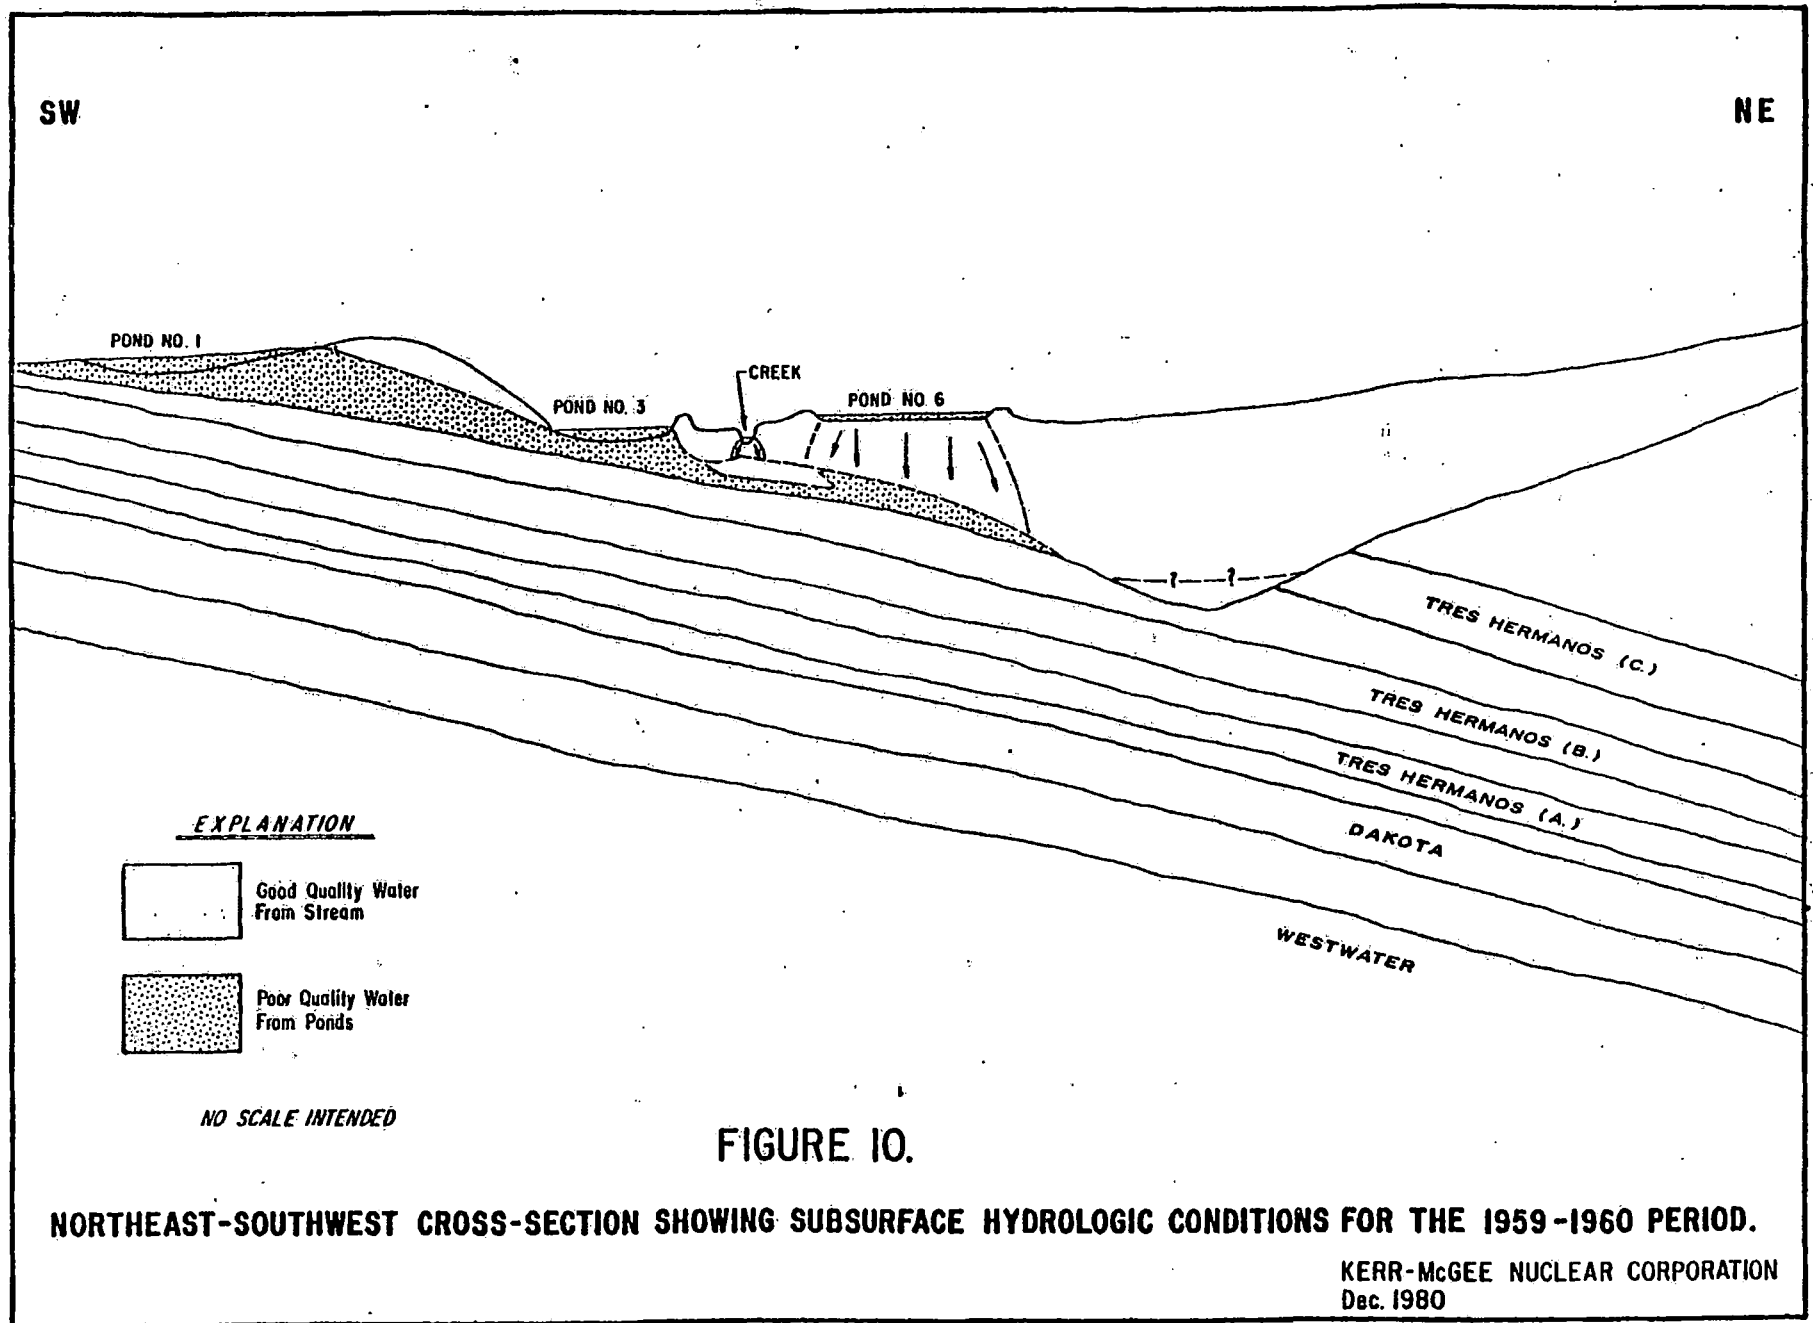 SW
NE
POND NO. 1
POND NO. 3
CREEK
POND NO. 6
? ?
TRES HERMANOS (C.)
TRES HERMANOS (B.)
TRES HERMANOS (A.)
DAKOTA
WESTWATER
EXPLANATION
Good Quality Water
From Stream
Poor Quality Water
From Ponds
NO SCALE INTENDED
FIGURE 10.
NORTHEAST-SOUTHWEST CROSS-SECTION SHOWING SUBSURFACE HYDROLOGIC CONDITIONS FOR THE 1959-1960 PERIOD.
KERR-McGEE NUCLEAR CORPORATION
Dec. 1980